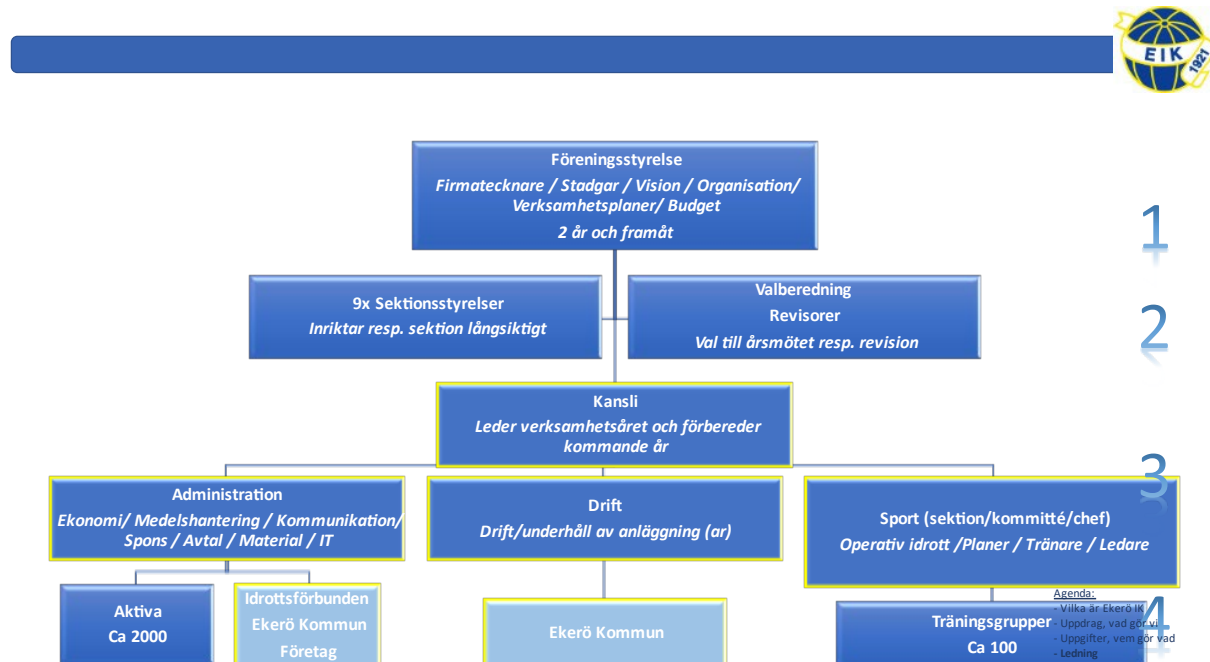 EIK
1921
Föreningsstyrelse
Firmatecknare / Stadgar / Vision / Organisation/
Verksamhetsplaner/ Budget
2 år och framåt
1
9x Sektionsstyrelser
Inriktar resp. sektion långsiktigt
Valberedning
Revisorer
Val till årsmötet resp. revision
2
Kansli
Leder verksamhetsåret och förbereder
kommande år
3
Administration
Ekonomi/ Medelshantering / Kommunikation/
Spons / Avtal / Material / IT
Drift
Drift/underhåll av anläggning (ar)
Sport (sektion/kommitté/chef)
Operativ idrott /Planer / Tränare / Ledare
Aktiva
Ca 2000
Idrottsförbunden
Ekerö Kommun
Företag
Ekerö Kommun
Träningsgrupper
Ca 100
4
Agenda:
- Vilka är Ekerö IK
- Uppdrag, vad gör vi
- Uppgifter, vem gör vad
- Ledning